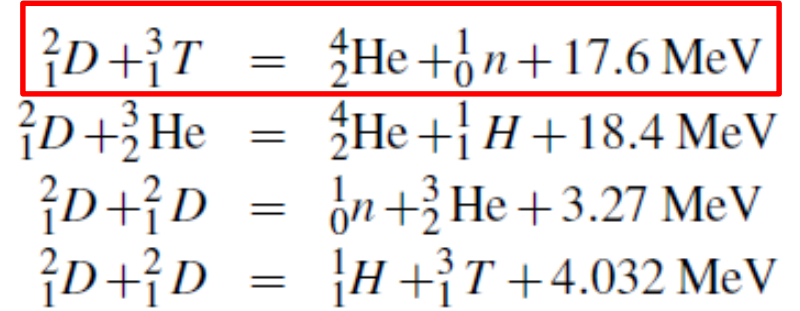 ²₁D+³₁T = ⁴₂He+¹₀n+17.6 MeV
²₁D+³₂He = ⁴₂He+¹₁H+18.4 MeV
²₁D+²₁D = ¹₀n+³₂He+3.27 MeV
²₁D+²₁D = ¹₁H+³₁T+4.032 MeV